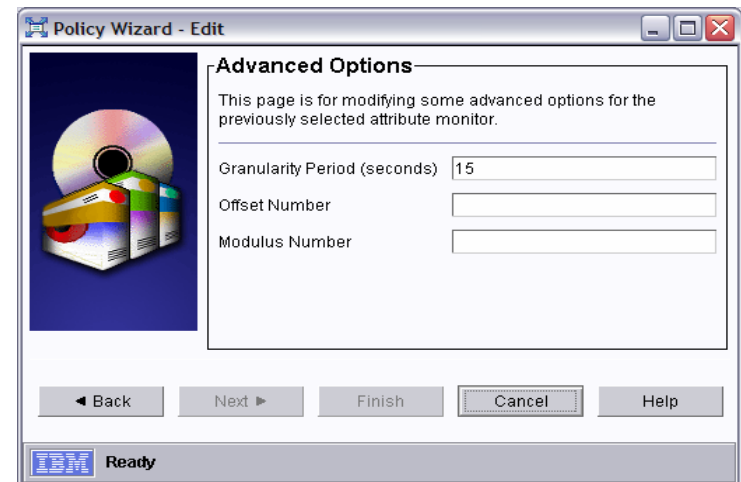 Policy Wizard - Edit
Advanced Options
This page is for modifying some advanced options for the
previously selected attribute monitor.
Granularity Period (seconds) 15
Offset Number
Modulus Number
◄ Back Next ► Finish Cancel Help
IBM Ready